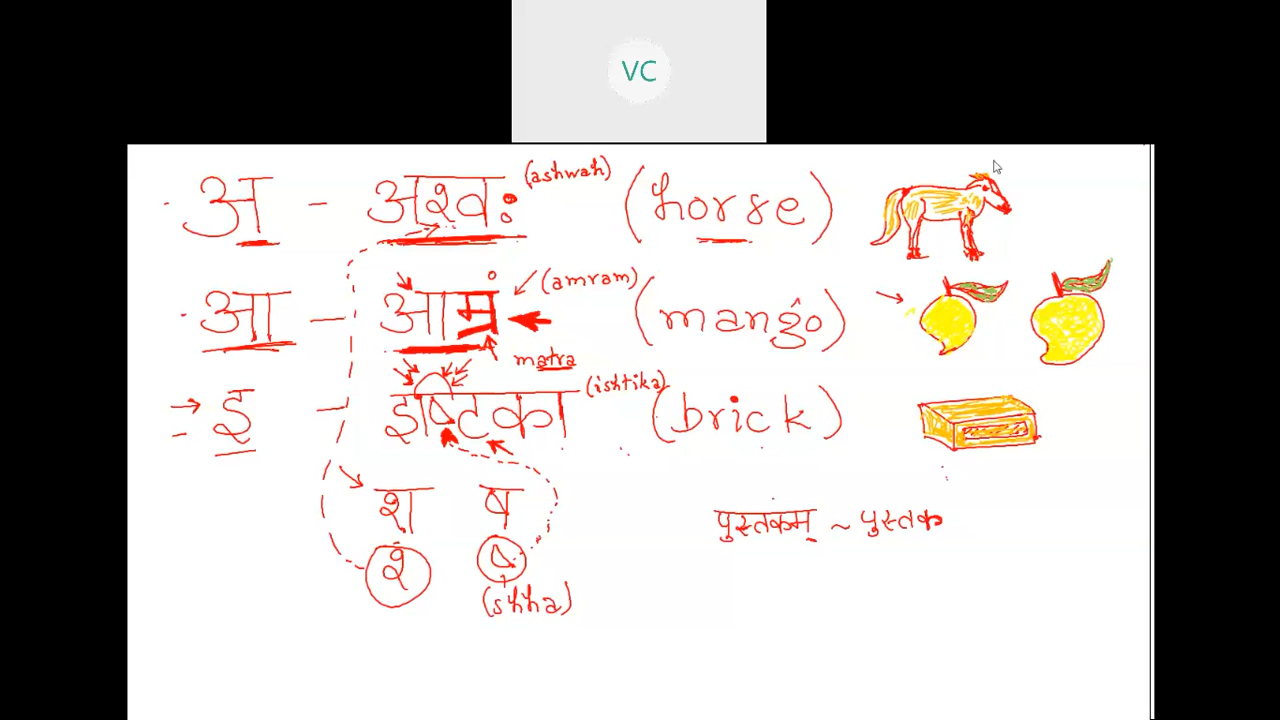 VC
अ - अश्वः (ashwah) (horse)
आ - आम्रं (amram) (mango)
matra
इ - इष्टिका (ishtika) (brick)
श ष
पुस्तकम् ~ पुस्तक
श् ष्
(shha)